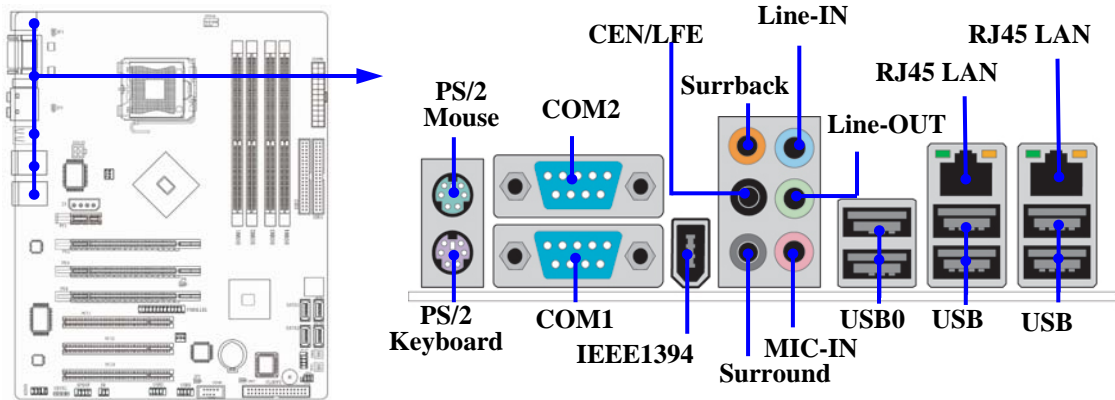 Line-IN
CEN/LFE
RJ45 LAN
RJ45 LAN
Surrback
PS/2
Mouse
COM2
Line-OUT
PS/2
Keyboard
COM1
IEEE1394
MIC-IN
Surround
USB0
USB
USB